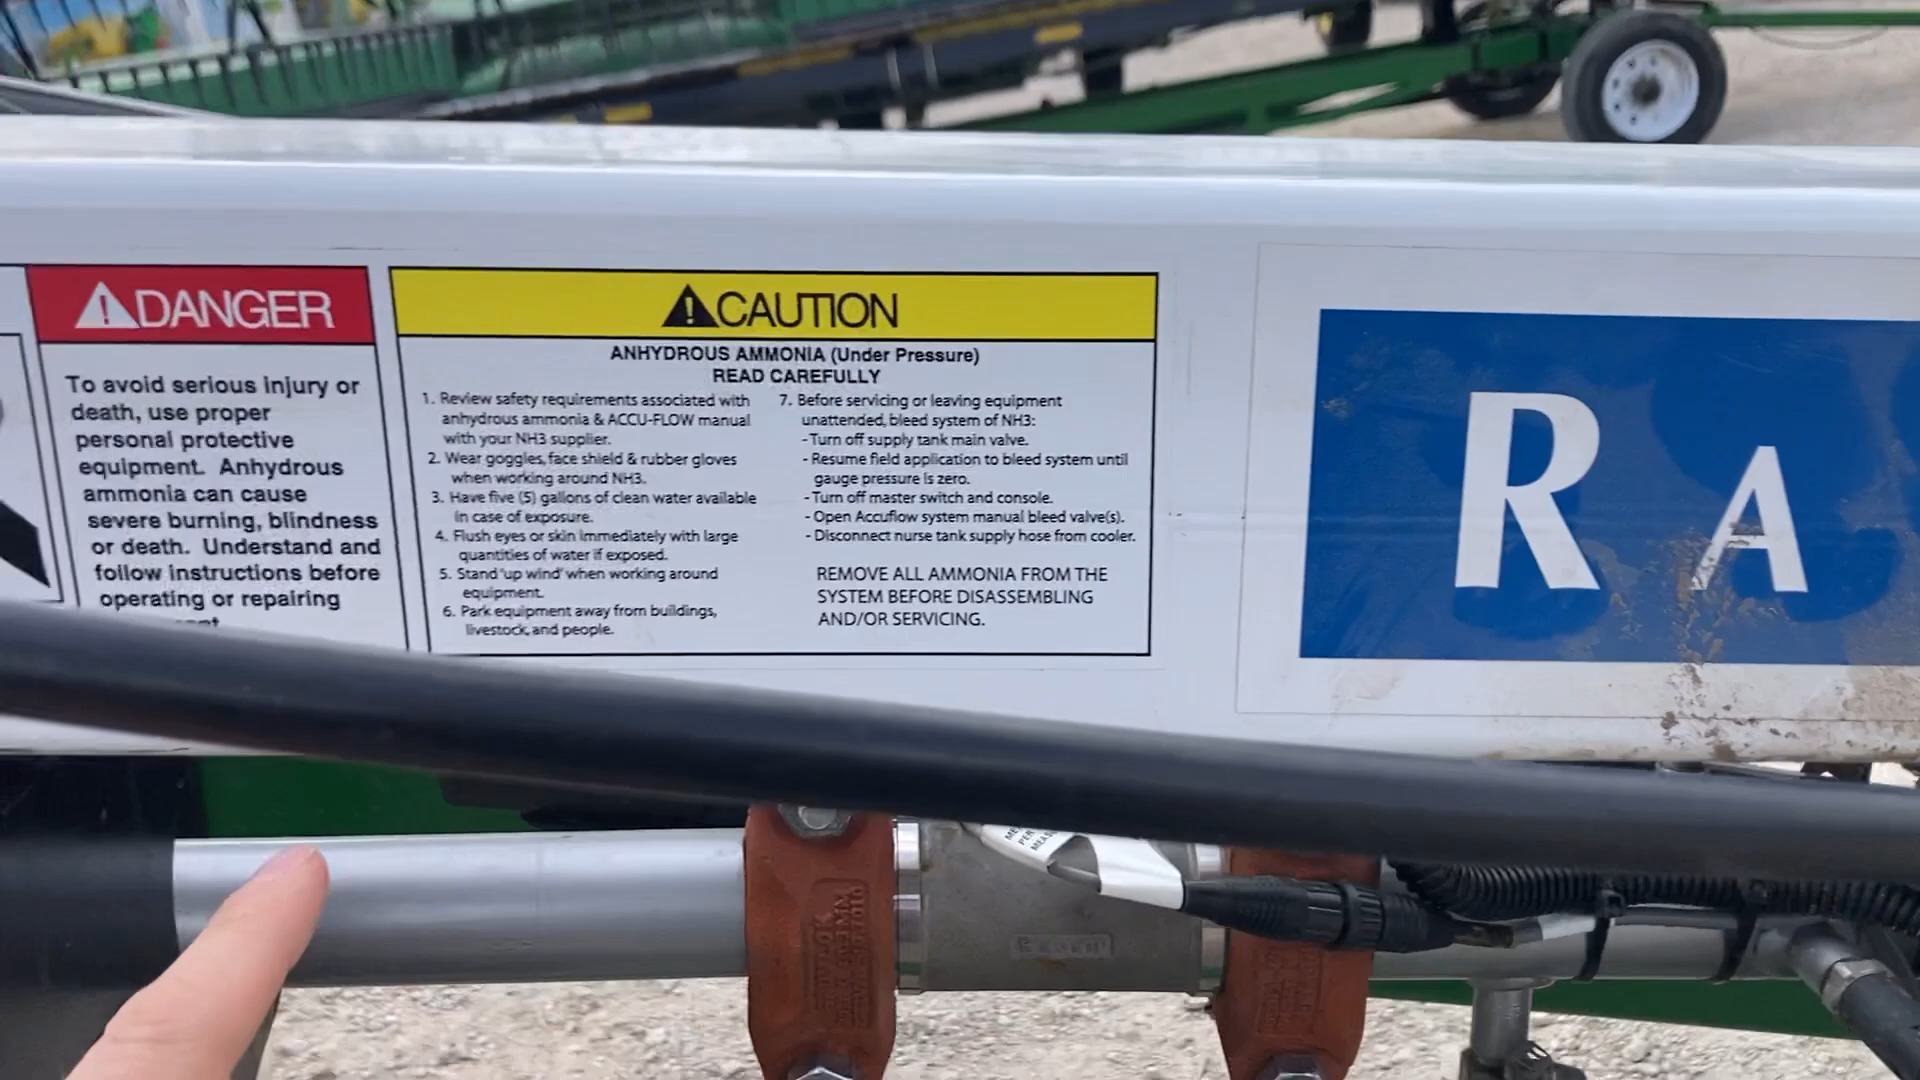 DANGER
To avoid serious injury or
death, use proper
personal protective
equipment. Anhydrous
ammonia can cause
severe burning, blindness
or death. Understand and
follow instructions before
operating or repairing
CAUTION
ANHYDROUS AMMONIA (Under Pressure)
READ CAREFULLY
1. Review safety requirements associated with
anhydrous ammonia & ACCU-FLOW manual
with your NH3 supplier.
2. Wear goggles, face shield & rubber gloves
when working around NH3.
3. Have five (5) gallons of clean water available
in case of exposure.
4. Flush eyes or skin immediately with large
quantities of water if exposed.
5. Stand 'up wind' when working around
equipment.
6. Park equipment away from buildings,
livestock, and people.
7. Before servicing or leaving equipment
unattended, bleed system of NH3:
- Turn off supply tank main valve.
- Resume field application to bleed system until
gauge pressure is zero.
- Turn off master switch and console.
- Open Accuflow system manual bleed valve(s).
- Disconnect nurse tank supply hose from cooler.
REMOVE ALL AMMONIA FROM THE
SYSTEM BEFORE DISASSEMBLING
AND/OR SERVICING.
RA